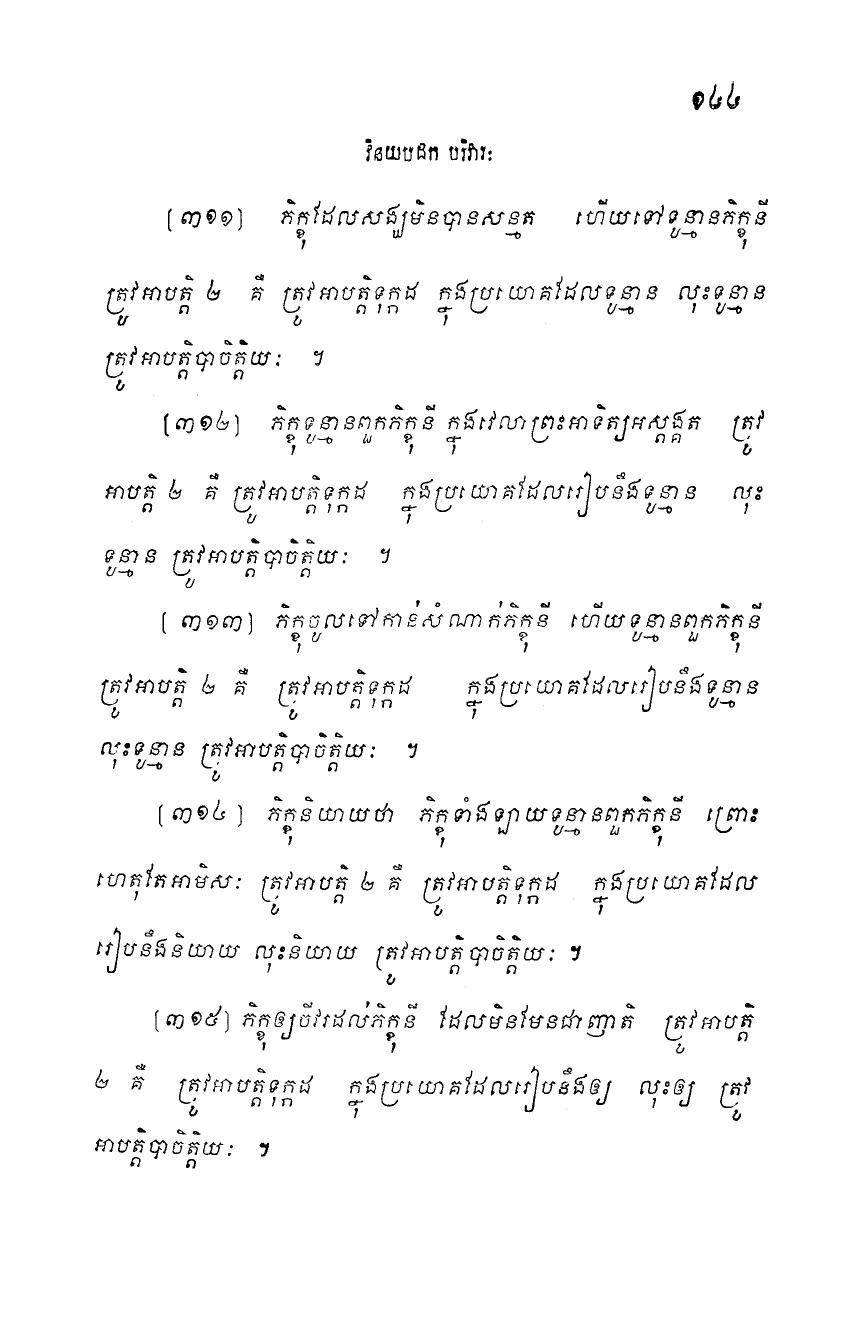 ១៤៤
វិនយបដក បរិវារៈ
[៣១១] ភិក្ខុដែលសង្ឃមិនបានសន្មត ហើយទៅទូន្មានភិក្ខុនី
ត្រូវអាបត្តិ ២ គឺ ត្រូវអាបត្តិទុក្កដ ក្នុងប្រយោគដែលទូន្មាន លុះទូន្មាន
ត្រូវអាបត្តិបាចិត្តិយៈ ។
[៣១២] ភិក្ខុទូន្មានពួកភិក្ខុនី ក្នុងវេលាព្រះអាទិត្យអស្តង្គត ត្រូវ
អាបត្តិ ២ គឺ ត្រូវអាបត្តិទុក្កដ ក្នុងប្រយោគដែលរៀបនឹងទូន្មាន លុះ
ទូន្មាន ត្រូវអាបត្តិបាចិត្តិយៈ ។
[៣១៣] ភិក្ខុចូលទៅកាន់សំណាក់ភិក្ខុនី ហើយទូន្មានពួកភិក្ខុនី
ត្រូវអាបត្តិ ២ គឺ ត្រូវអាបត្តិទុក្កដ ក្នុងប្រយោគដែលរៀបនឹងទូន្មាន
លុះទូន្មាន ត្រូវអាបត្តិបាចិត្តិយៈ ។
[៣១៤] ភិក្ខុនិយាយថា ភិក្ខុទាំងឡាយទូន្មានពួកភិក្ខុនី ព្រោះ
ហេតុតែអាមិសៈ ត្រូវអាបត្តិ ២ គឺ ត្រូវអាបត្តិទុក្កដ ក្នុងប្រយោគដែល
រៀបនឹងនិយាយ លុះនិយាយ ត្រូវអាបត្តិបាចិត្តិយៈ ។
[៣១៥] ភិក្ខុឲ្យចីវរដល់ភិក្ខុនី ដែលមិនមែនជាញាតិ ត្រូវអាបត្តិ
២ គឺ ត្រូវអាបត្តិទុក្កដ ក្នុងប្រយោគដែលរៀបនឹងឲ្យ លុះឲ្យ ត្រូវ
អាបត្តិបាចិត្តិយៈ ។